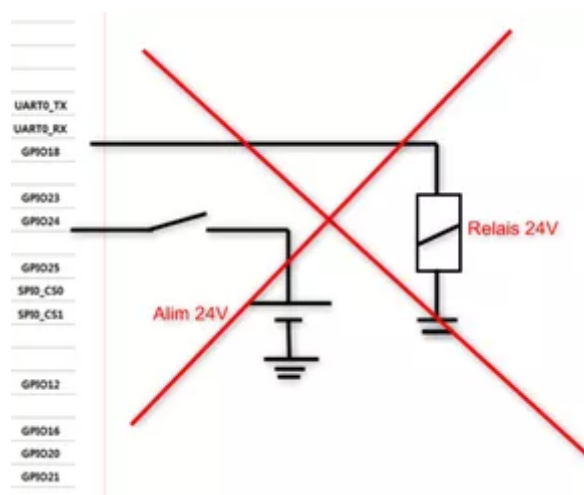 UART0_TX
UART0_RX
GPIO18
GPIO23
GPIO24
Relais 24V
GPIO25
SPI0_CS0
Alim 24V
SPI0_CS1
GPIO12
GPIO16
GPIO20
GPIO21